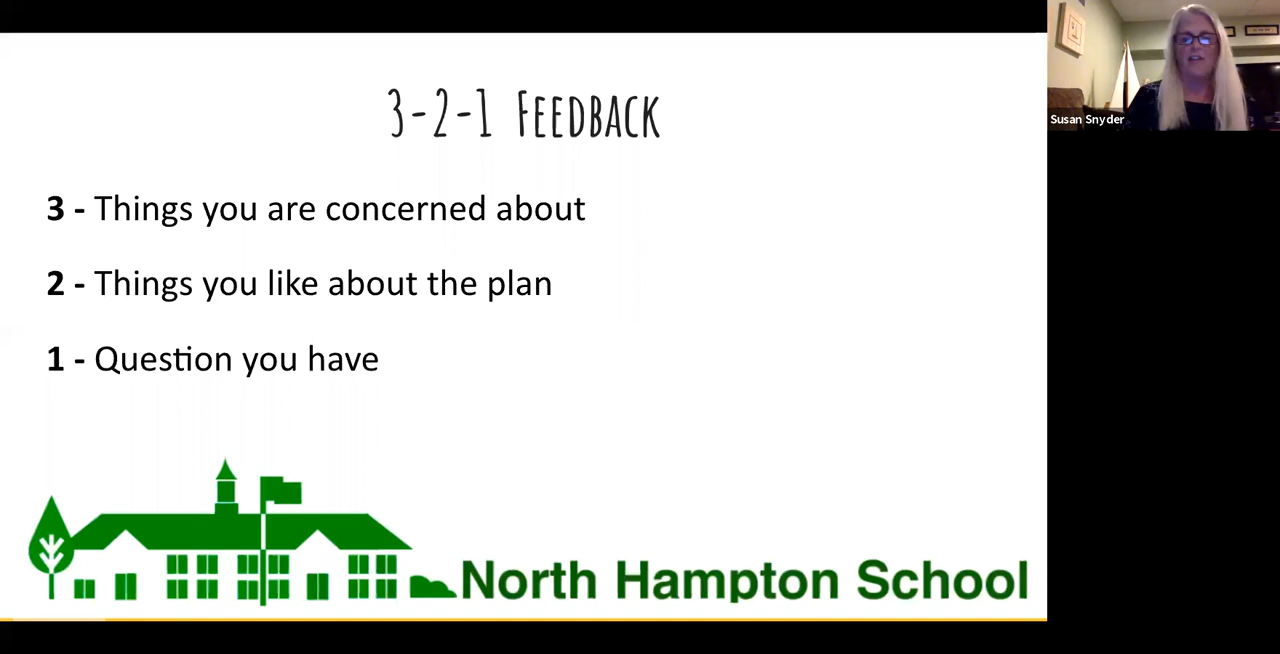 3-2-1 Feedback
3 - Things you are concerned about
2 - Things you like about the plan
1 - Question you have
North Hampton School
Susan Snyder